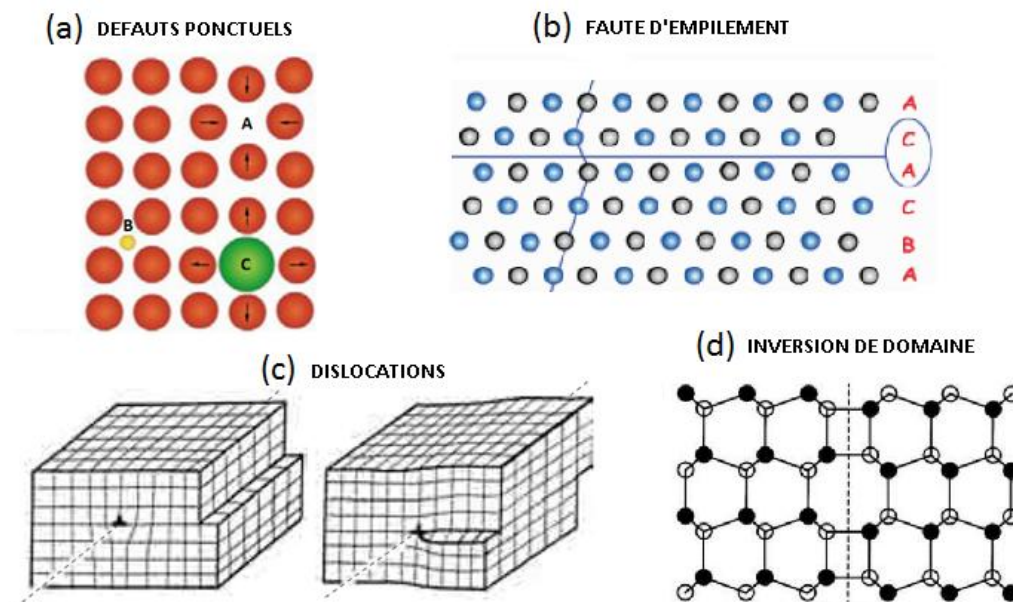 (a) DEFAUTS PONCTUELS
A
B
C
(b) FAUTE D'EMPILEMENT
A
C
A
C
B
A
(c) DISLOCATIONS
(d) INVERSION DE DOMAINE